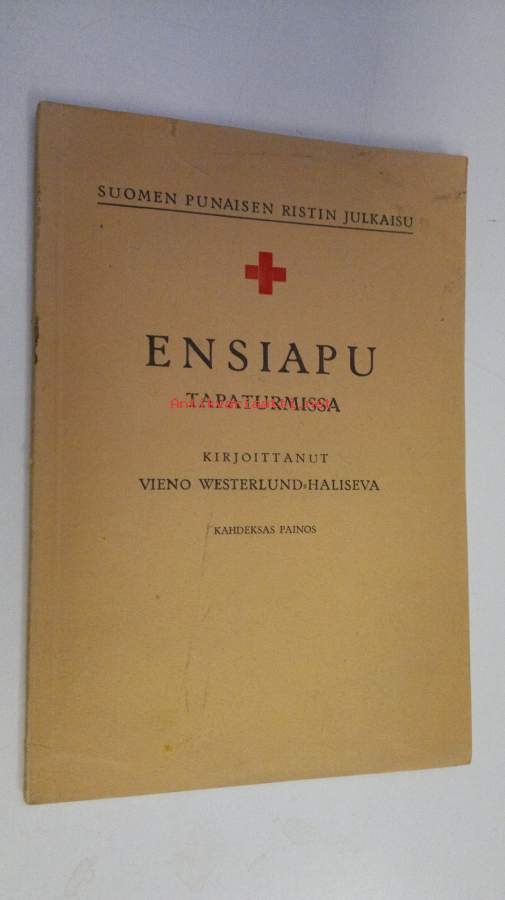 SUOMEN PUNAISEN RISTIN JULKAISU
ENSIAPU
TAPATURMISSA
KIRJOITTANUT
VIENO WESTERLUND-HALISEVA
KAHDEKSAS PAINOS